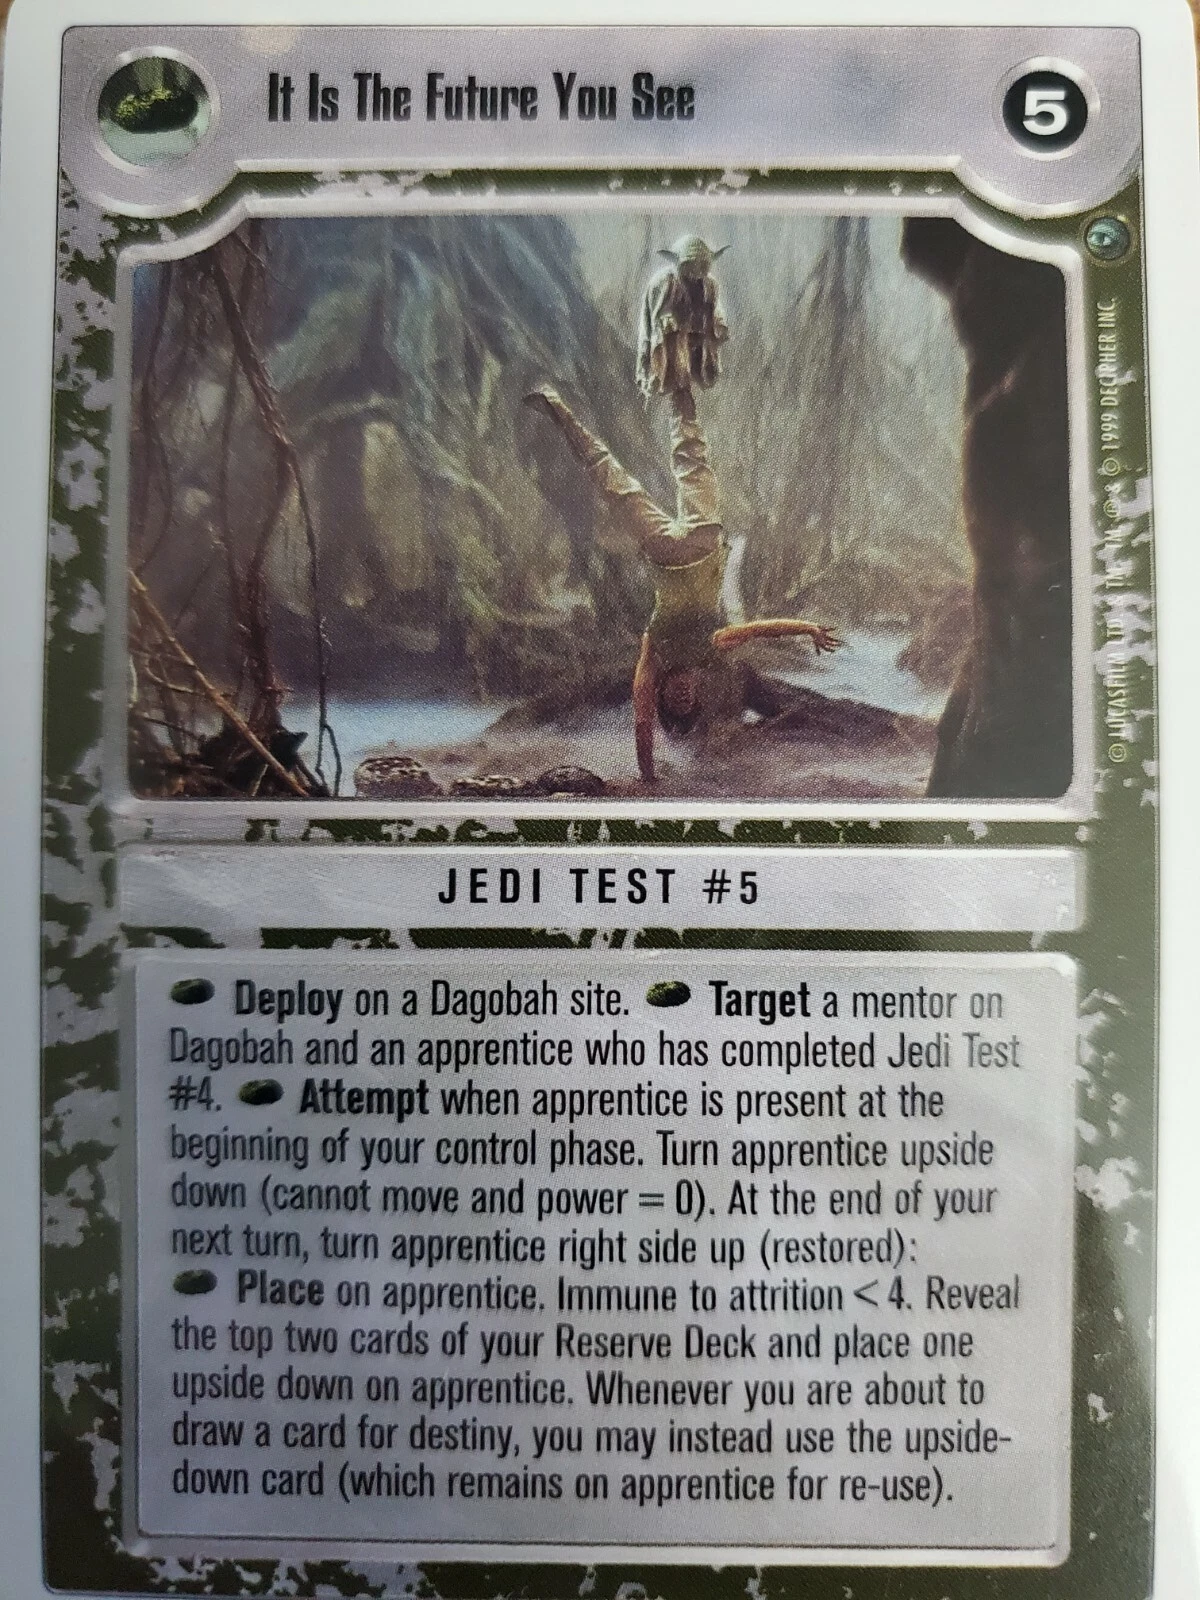 It Is The Future You See
5
© LUCASFILM LTD & TM, TM, ® & © 1999 DECIPHER INC.
JEDI TEST #5
Deploy on a Dagobah site. Target a mentor on
Dagobah and an apprentice who has completed Jedi Test
#4. Attempt when apprentice is present at the
beginning of your control phase. Turn apprentice upside
down (cannot move and power = 0). At the end of your
next turn, turn apprentice right side up (restored):
Place on apprentice. Immune to attrition < 4. Reveal
the top two cards of your Reserve Deck and place one
upside down on apprentice. Whenever you are about to
draw a card for destiny, you may instead use the upside-
down card (which remains on apprentice for re-use).